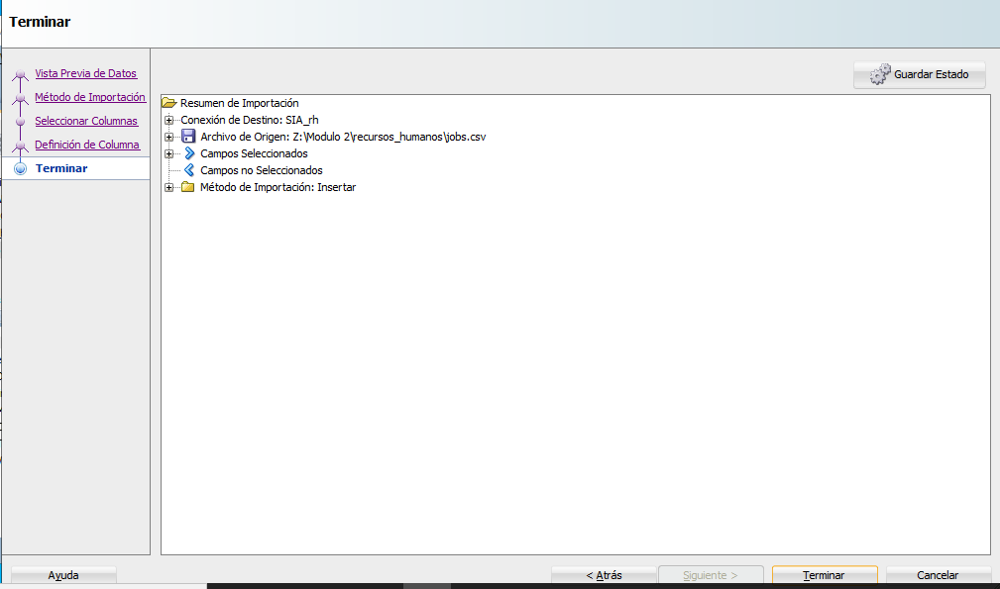 Terminar
Vista Previa de Datos
Método de Importación
Seleccionar Columnas
Definición de Columna
Terminar
Guardar Estado
Resumen de Importación
Conexión de Destino: SIA_rh
Archivo de Origen: Z:\Modulo 2\recursos_humanos\jobs.csv
Campos Seleccionados
Campos no Seleccionados
Método de Importación: Insertar
Ayuda
< Atrás
Siguiente >
Terminar
Cancelar